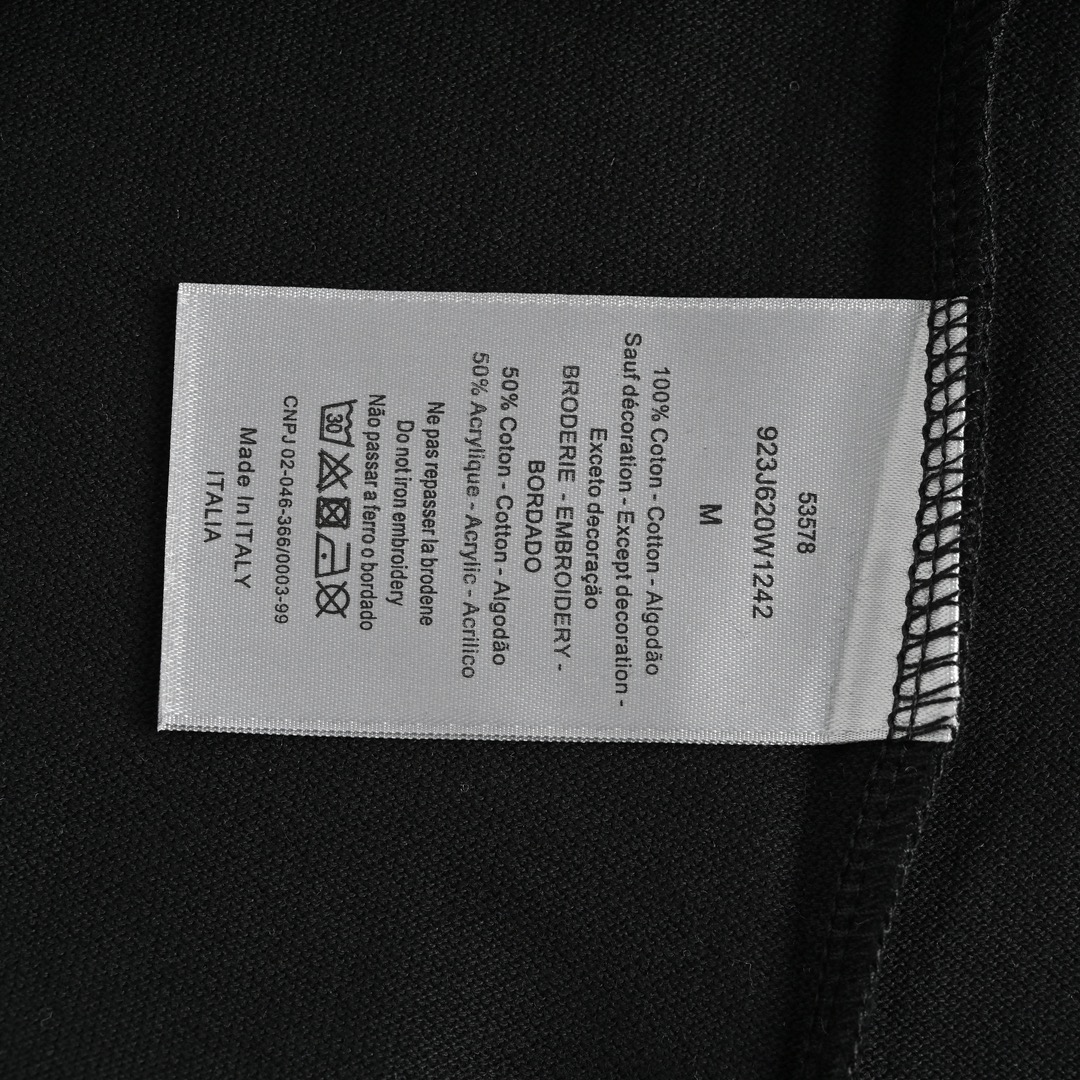 53578
923J620W1242
M
100% Coton - Cotton - Algodão
Sauf décoration - Except decoration -
Exceto decoração
BRODERIE - EMBROIDERY -
BORDADO
50% Coton - Cotton - Algodão
50% Acrylique - Acrylic - Acrilico
Ne pas repasser la brodene
Do not iron embroidery
Não passar a ferro o bordado
30
CNPJ 02-046-366/0003-99
Made In ITALY
ITALIA